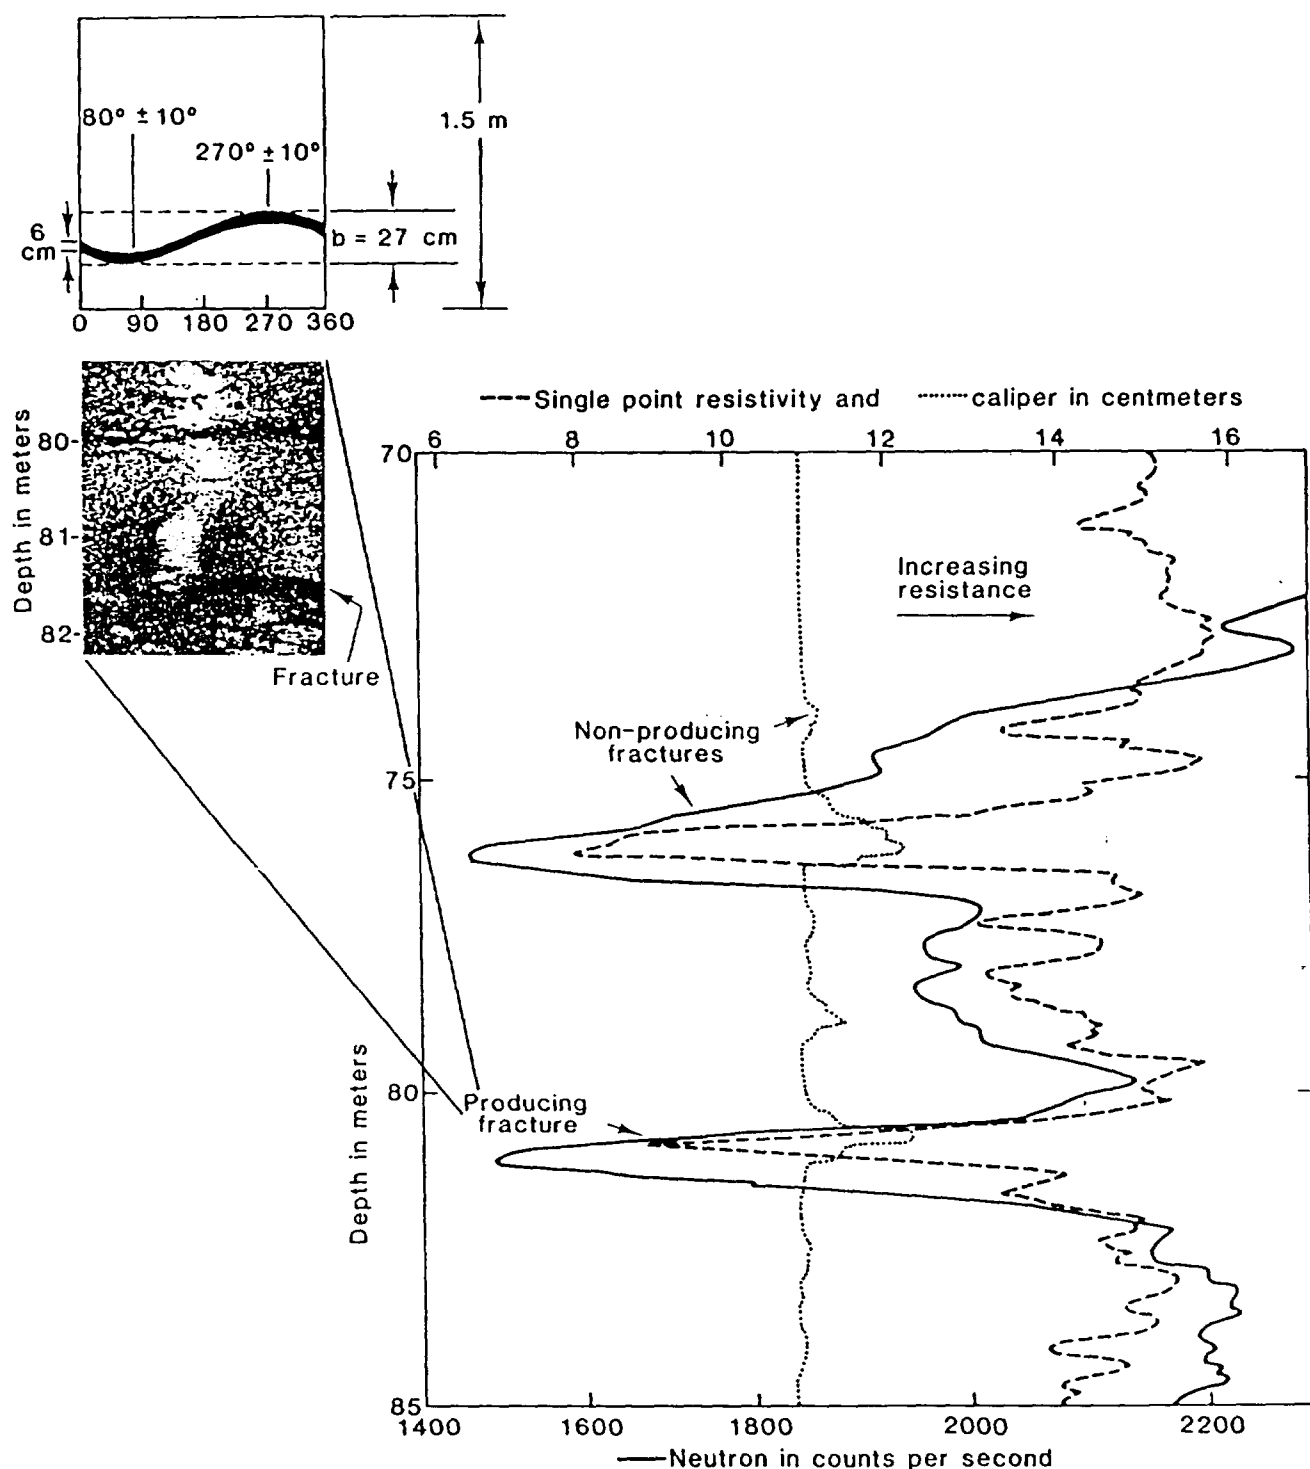 80° ± 10°
270° ± 10°
1.5 m
6
cm
b = 27 cm
0 90 180 270 360
Depth in meters
80-
81-
82-
Fracture
Single point resistivity and caliper in centmeters
6 8 10 12 14 16
70
Increasing
resistance
Non-producing
fractures
75
Depth in meters
80
Producing
fracture
85
1400 1600 1800 2000 2200
Neutron in counts per second